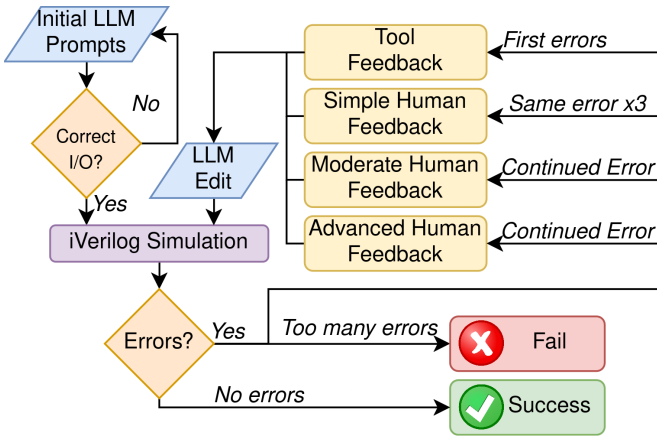 Initial LLM
Prompts
No
Correct
I/O?
Yes
LLM
Edit
iVerilog Simulation
Tool
Feedback
First errors
Simple Human
Feedback
Same error x3
Moderate Human
Feedback
Continued Error
Advanced Human
Feedback
Continued Error
Errors?
Yes
Too many errors
Fail
No errors
Success